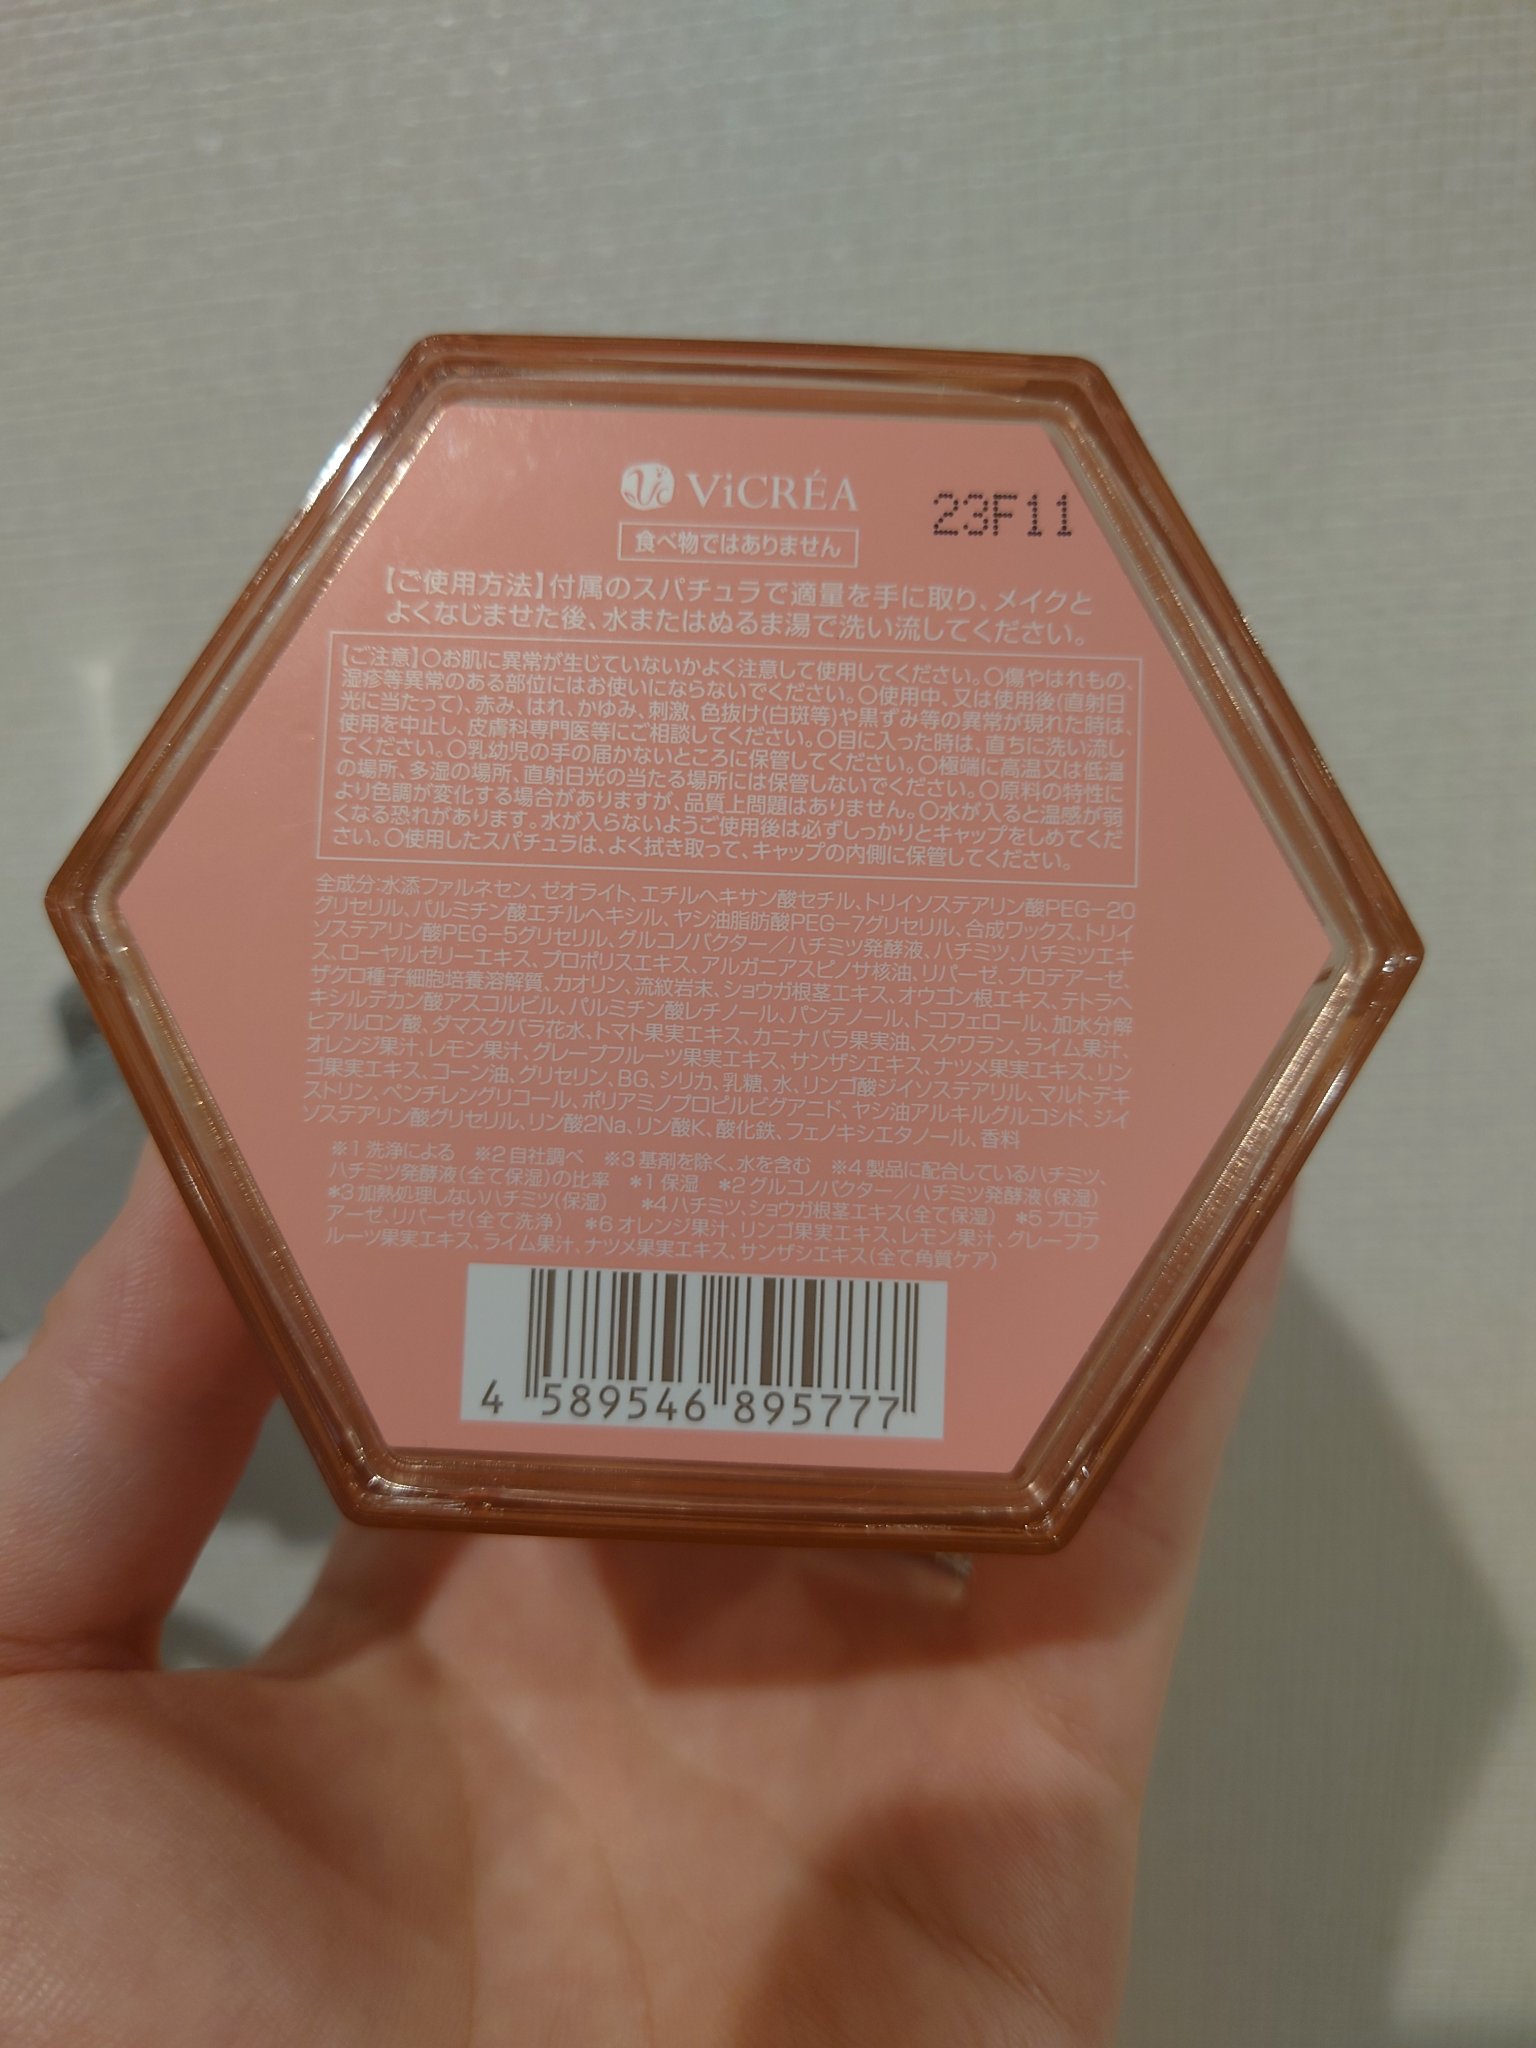 ViCRÉA
23F11
食べ物ではありません
【ご使用方法】付属のスパチュラで適量を手に取り、メイクと
よくなじませた後、水またはぬるま湯で洗い流してください。
【ご注意】〇お肌に異常が生じていないかよく注意して使用してください。〇傷やはれもの、
湿疹等異常のある部位にはお使いにならないでください。〇使用中、又は使用後(直射日
光に当たって)、赤み、はれ、かゆみ、刺激、色抜け(白斑等)や黒ずみ等の異常が現れた時は、
使用を中止し、皮膚科専門医等にご相談してください。〇目に入った時は、直ちに洗い流し
てください。〇乳幼児の手の届かないところに保管してください。〇極端に高温又は低温
の場所、多湿の場所、直射日光の当たる場所には保管しないでください。〇原料の特性に
より色調が変化する場合がありますが、品質上問題はありません。〇水が入ると温感が弱
くなる恐れがあります。水が入らないようご使用後は必ずしっかりとキャップをしめてくだ
さい。〇使用したスパチュラは、よく拭き取って、キャップの内側に保管してください。
全成分:水添ファルネセン、ゼオライト、エチルヘキサン酸セチル、トリイソステアリン酸PEG-20
グリセリル、パルミチン酸エチルヘキシル、ヤシ油脂肪酸PEG-7グリセリル、合成ワックス、トリイ
ソステアリン酸PEG-5グリセリル、グルコノバクター/ハチミツ発酵液、ハチミツ、ハチミツエキ
ス、ローヤルゼリーエキス、プロポリスエキス、アルガニアスピノサ核油、リパーゼ、プロテアーゼ、
ザクロ種子細胞培養溶解質、カオリン、流紋岩末、ショウガ根茎エキス、オウゴン根エキス、テトラヘ
キシルデカン酸アスコルビル、パルミチン酸レチノール、パンテノール、トコフェロール、加水分解
ヒアルロン酸、ダマスクバラ花水、トマト果実エキス、カニナバラ果実油、スクワラン、ライム果汁、
オレンジ果汁、レモン果汁、グレープフルーツ果実エキス、サンザシエキス、ナツメ果実エキス、リン
ゴ果実エキス、コーン油、グリセリン、BG、シリカ、乳糖、水、リンゴ酸ジイソステアリル、マルトデキ
ストリン、ペンチレングリコール、ポリアミノプロピルビグアニド、ヤシ油アルキルグルコシド、ジイ
ソステアリン酸グリセリル、リン酸2Na、リン酸K、酸化鉄、フェノキシエタノール、香料
※1 洗浄による ※2 自社調べ ※3 基剤を除く、水を含む ※4 製品に配合しているハチミツ、
ハチミツ発酵液(全て保湿)の比率 *1 保湿 *2 グルコノバクター/ハチミツ発酵液(保湿)
*3 加熱処理しないハチミツ(保湿) *4 ハチミツ、ショウガ根茎エキス(全て保湿) *5 プロテ
アーゼ、リパーゼ(全て洗浄) *6 オレンジ果汁、リンゴ果実エキス、レモン果汁、グレープフ
ルーツ果実エキス、ライム果汁、ナツメ果実エキス、サンザシエキス(全て角質ケア)
4 589546 895777